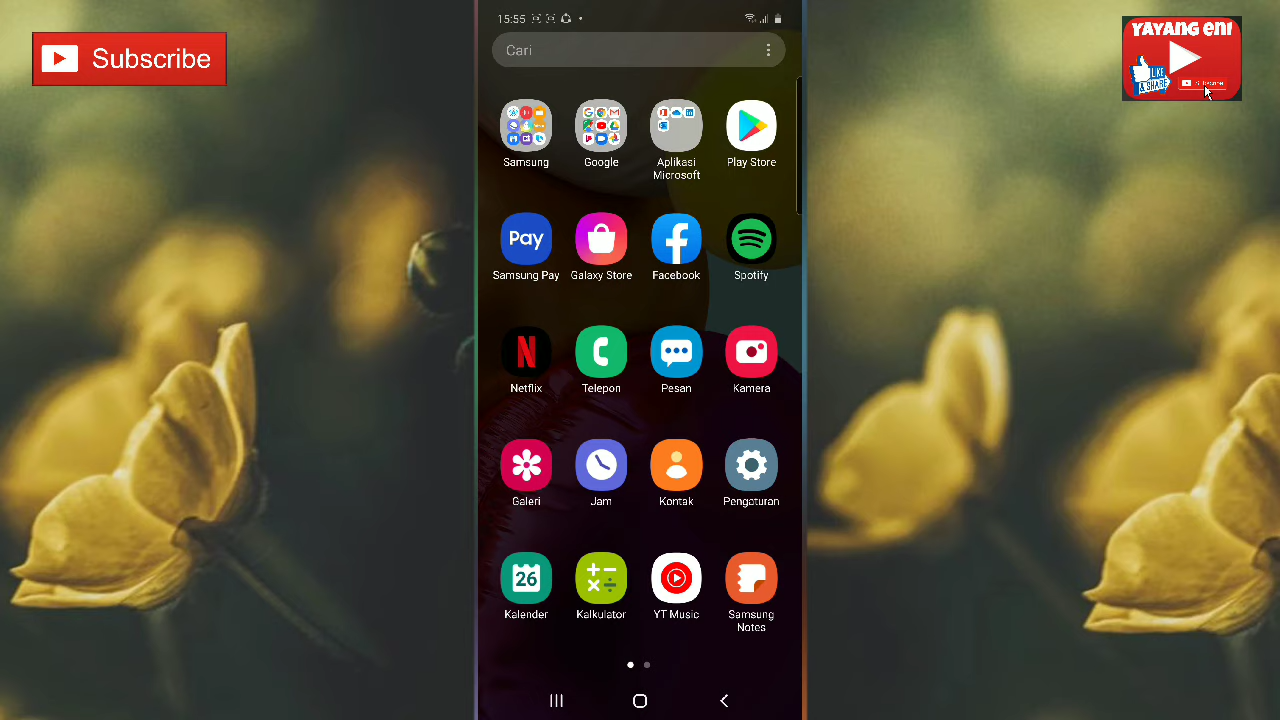 Subscribe
YAYANG eNI
LIKE
& SHARE
Subscribe
15:55
Cari
Samsung
Google
Aplikasi
Microsoft
Play Store
Pay
Samsung Pay
Galaxy Store
Facebook
Spotify
N
Netflix
Telepon
Pesan
Kamera
Galeri
Jam
Kontak
Pengaturan
26
Kalender
Kalkulator
YT Music
Samsung
Notes